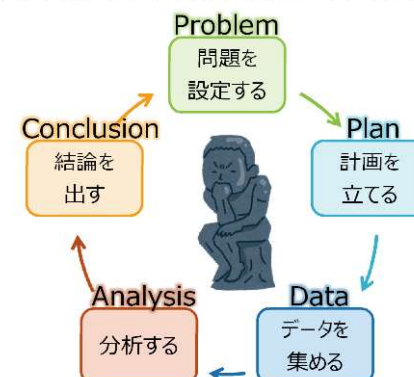 Problem
問題を
設定する
Plan
計画を
立てる
Data
データを
集める
Analysis
分析する
Conclusion
結論を
出す